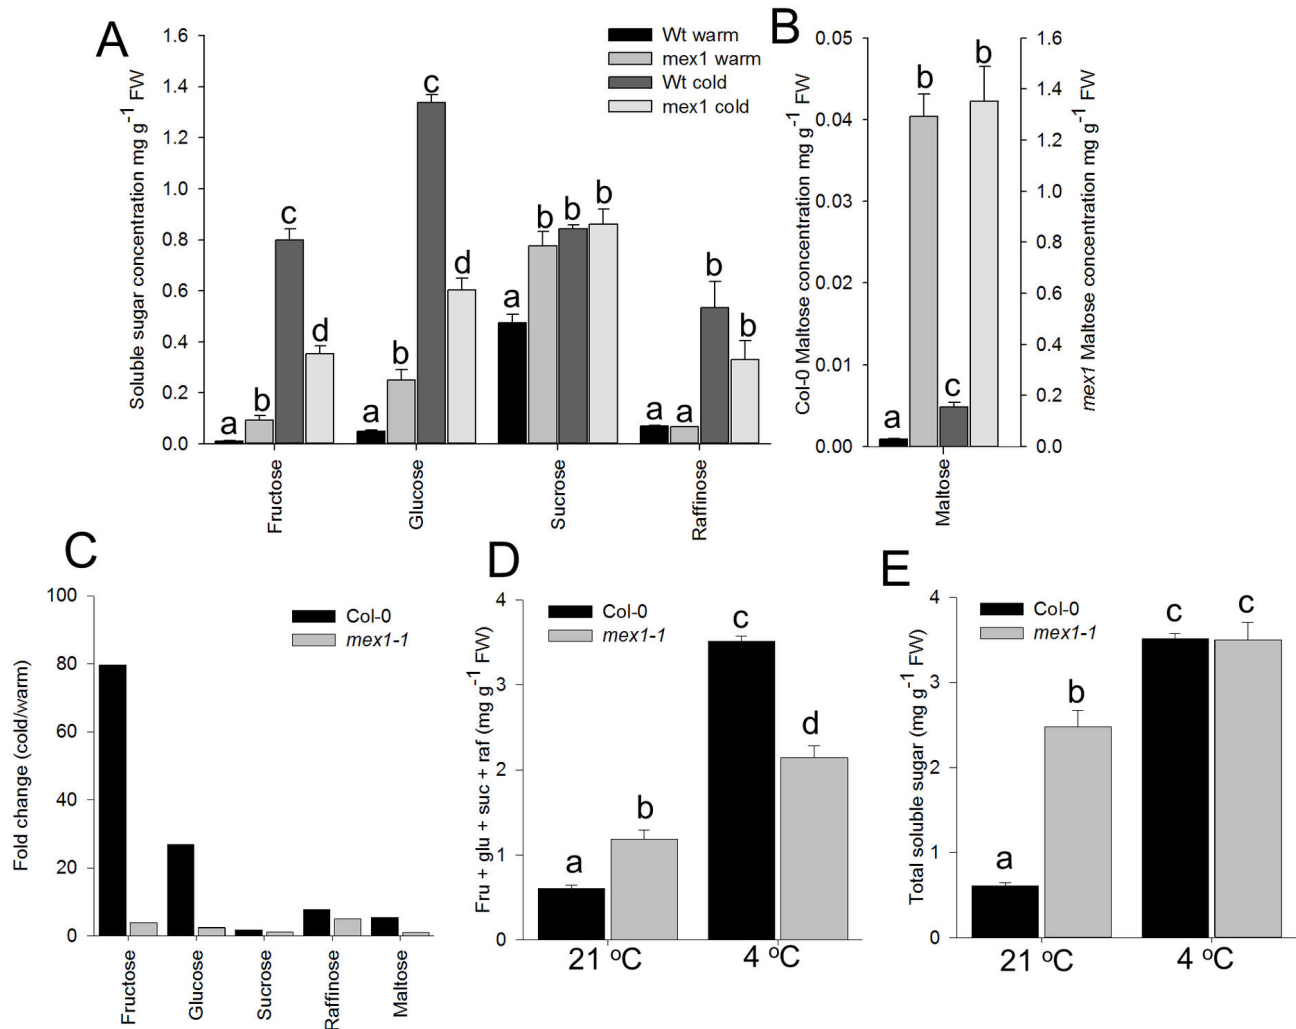 A
Soluble sugar concentration mg g-1 FW
1.6
1.4
1.2
1.0
0.8
0.6
0.4
0.2
0.0
Wt warm
mex1 warm
Wt cold
mex1 cold
a b c d
a b c d
a b b b
a a b b
Fructose
Glucose
Sucrose
Raffinose
B
Col-0 Maltose concentration mg g-1 FW
0.05
0.04
0.03
0.02
0.01
0.00
a b c b
1.6
1.4
1.2
1.0
0.8
0.6
0.4
0.2
0.0
mex1 Maltose concentration mg g-1 FW
Maltose
C
Fold change (cold/warm)
100
80
60
40
20
0
Col-0
mex1-1
Fructose
Glucose
Sucrose
Raffinose
Maltose
D
Fru + glu + suc + raf (mg g-1 FW)
4
3
2
1
0
Col-0
mex1-1
a b c d
21 oC
4 oC
E
Total soluble sugar (mg g-1 FW)
4
3
2
1
0
Col-0
mex1-1
a b c c
21 oC
4 oC